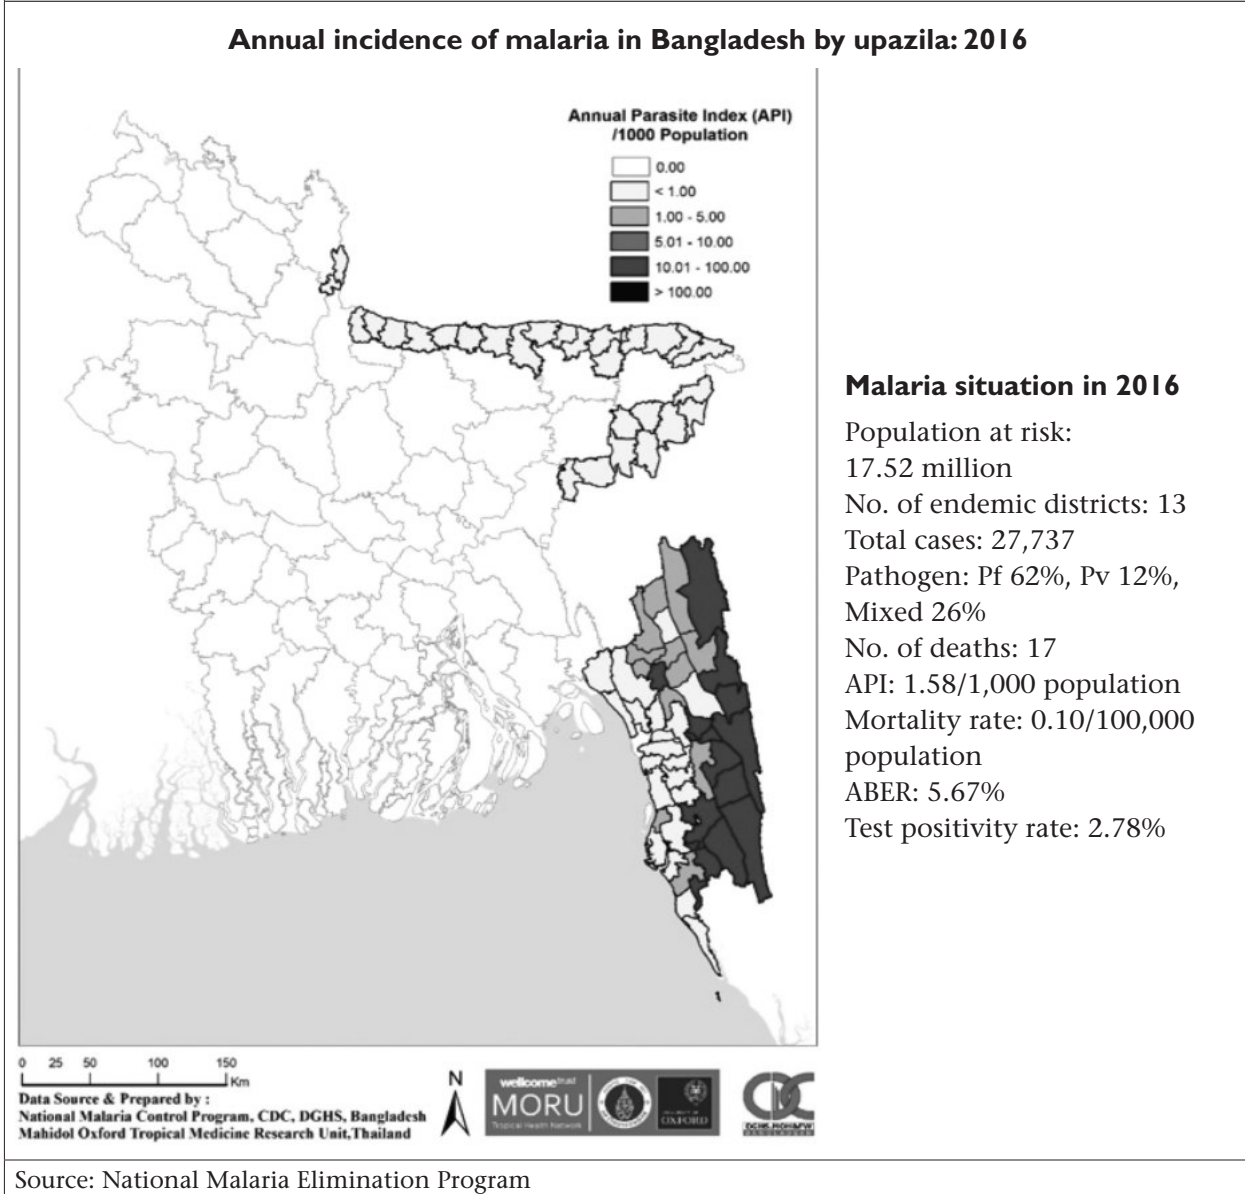 Annual incidence of malaria in Bangladesh by upazila: 2016
Annual Parasite Index (API)
/1000 Population
0.00
< 1.00
1.00 - 5.00
5.01 - 10.00
10.01 - 100.00
> 100.00
Malaria situation in 2016
Population at risk:
17.52 million
No. of endemic districts: 13
Total cases: 27,737
Pathogen: Pf 62%, Pv 12%,
Mixed 26%
No. of deaths: 17
API: 1.58/1,000 population
Mortality rate: 0.10/100,000
population
ABER: 5.67%
Test positivity rate: 2.78%
0 25 50 100 150
Km
N
Data Source & Prepared by :
National Malaria Control Program, CDC, DGHS, Bangladesh
Mahidol Oxford Tropical Medicine Research Unit,Thailand
wellcome trust
MORU
Tropical Health Network
UNIVERSITY OF
OXFORD
CDC
DGHS, MOH&FW
Source: National Malaria Elimination Program